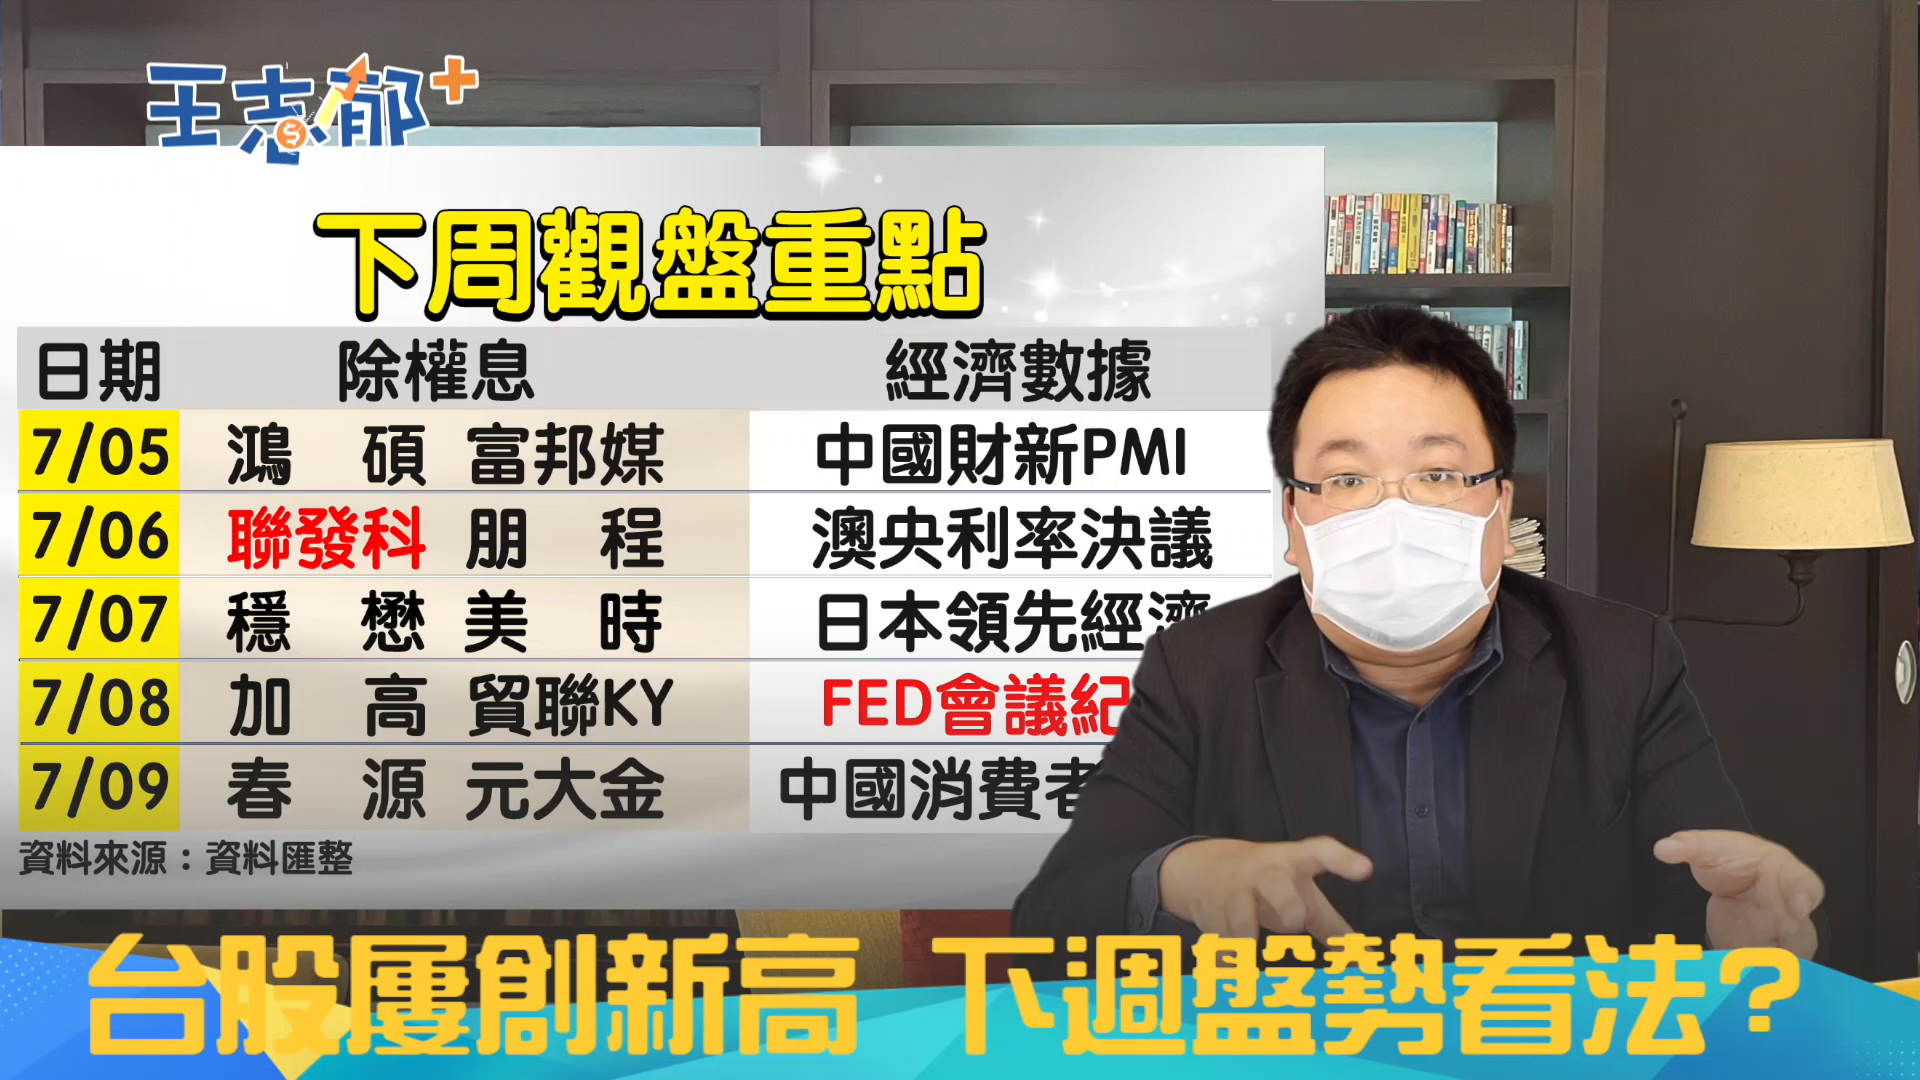 王志郁+
下周觀盤重點
日期 除權息 經濟數據
7/05 鴻碩 富邦媒 中國財新PMI
7/06 聯發科 朋程 澳央利率決議
7/07 穩懋 美時 日本領先經濟
7/08 加高 貿聯KY FED會議紀
7/09 春源 元大金 中國消費者
資料來源：資料匯整
台股屢創新高 下週盤勢看法?